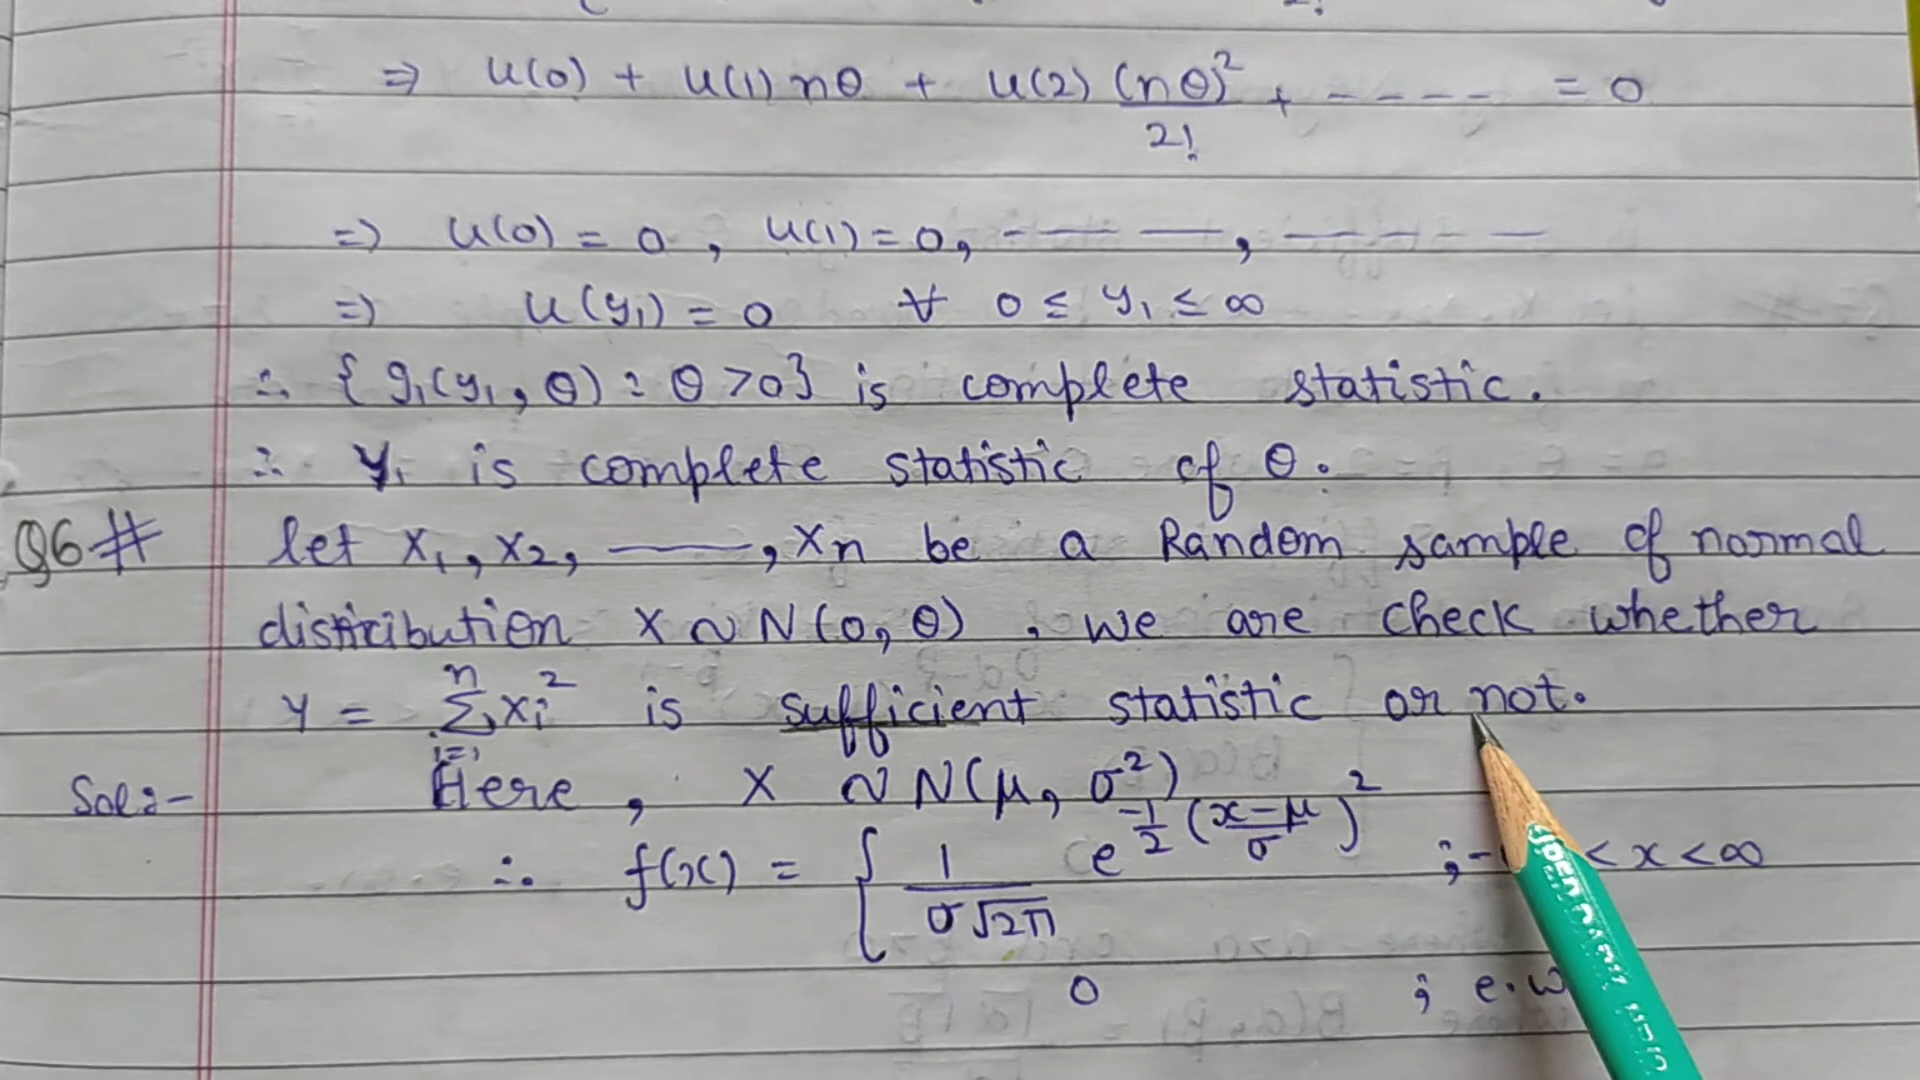 ⇒ u(0) + u(1) nθ + u(2) (nθ)²/2! + ---- = 0
⇒ u(0) = 0, u(1) = 0, - — —, — - - —
⇒ u(y₁) = 0 ∀ 0 ≤ y₁ ≤ ∞
∴ {g₁(y₁, θ) : θ > 0} is complete statistic.
∴ Y₁ is complete statistic of θ.
Q6# let x₁, x₂, ——, xn be a Random sample of normal
distribution X ~ N(0, θ), we are check whether
Y = Σᵢ₌₁ⁿ xᵢ² is sufficient statistic or not.
Sol:- Here, X ~ N(μ, σ²)
∴ f(x) = { 1/(σ√2π) e^(-1/2 ((x-μ)/σ)²) ; - < x < ∞
0 ; e.w